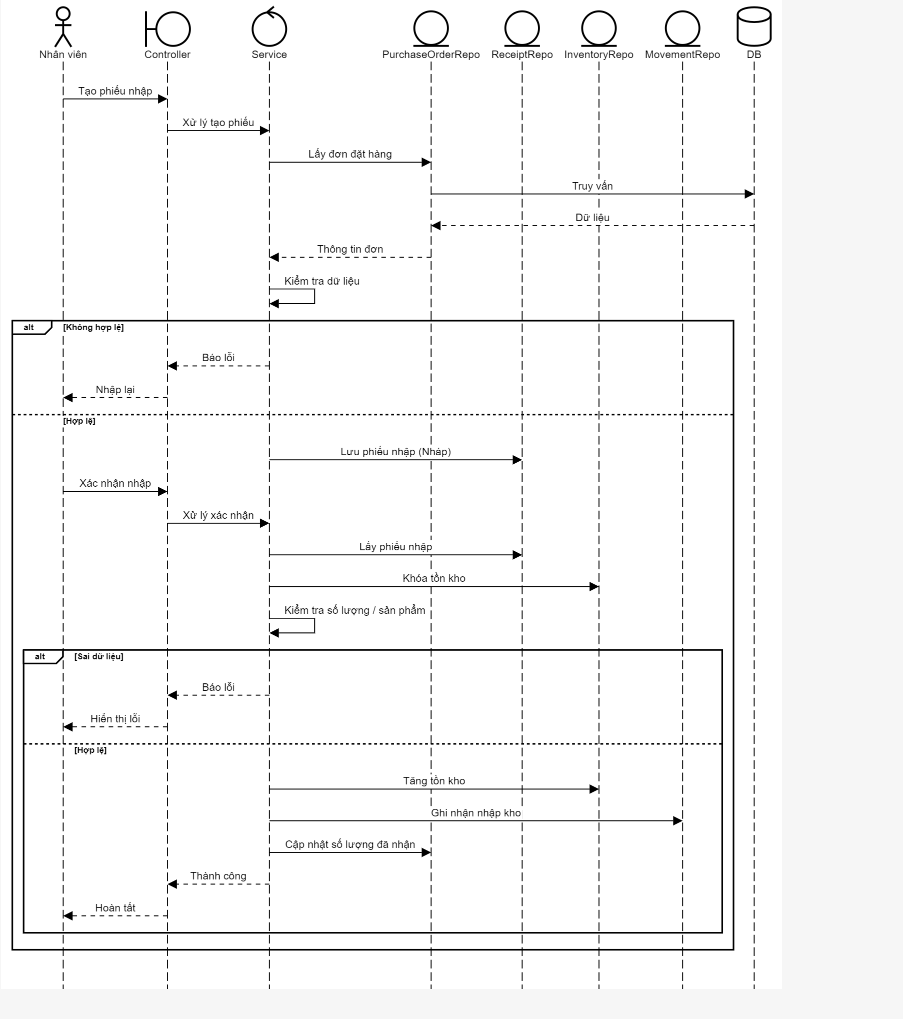 Nhân viên Controller Service PurchaseOrderRepo ReceiptRepo InventoryRepo MovementRepo DB
Tạo phiếu nhập
Xử lý tạo phiếu
Lấy đơn đặt hàng
Truy vấn
Dữ liệu
Thông tin đơn
Kiểm tra dữ liệu
alt [Không hợp lệ]
Báo lỗi
Nhập lại
[Hợp lệ]
Lưu phiếu nhập (Nháp)
Xác nhận nhập
Xử lý xác nhận
Lấy phiếu nhập
Khóa tồn kho
Kiểm tra số lượng / sản phẩm
alt [Sai dữ liệu]
Báo lỗi
Hiển thị lỗi
[Hợp lệ]
Tăng tồn kho
Ghi nhận nhập kho
Cập nhật số lượng đã nhận
Thành công
Hoàn tất